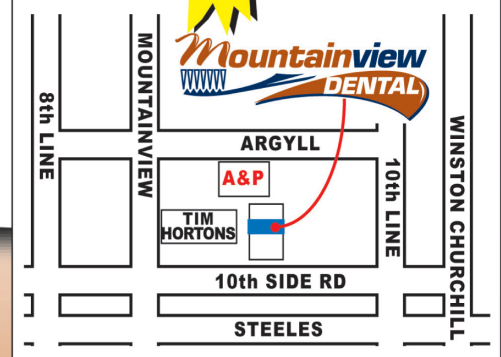 Mountainview
DENTAL
8th LINE
MOUNTAINVIEW
ARGYLL
A&P
10th LINE
WINSTON CHURCHILL
TIM
HORTONS
10th SIDE RD
STEELES